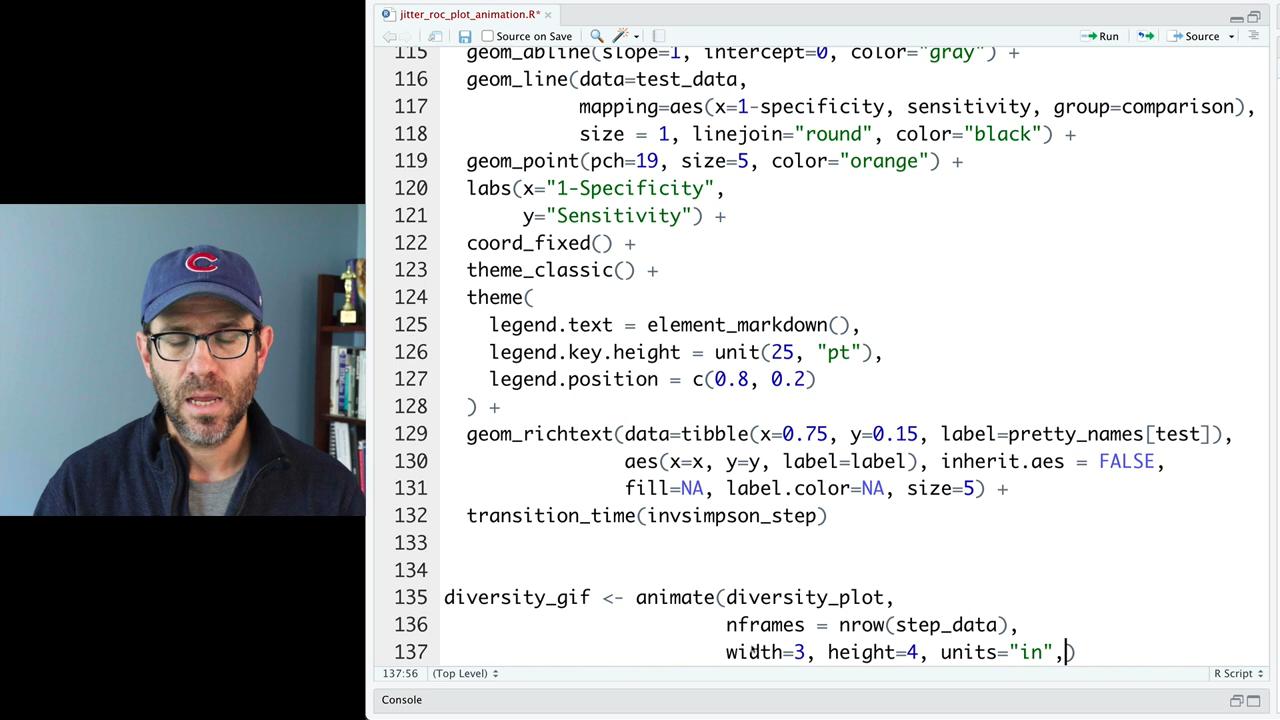 jitter_roc_plot_animation.R*
Source on Save
Run
Source
115 geom_abline(slope=1, intercept=0, color="gray") +
116 geom_line(data=test_data,
117 mapping=aes(x=1-specificity, sensitivity, group=comparison),
118 size = 1, linejoin="round", color="black") +
119 geom_point(pch=19, size=5, color="orange") +
120 labs(x="1-Specificity",
121 y="Sensitivity") +
122 coord_fixed() +
123 theme_classic() +
124 theme(
125 legend.text = element_markdown(),
126 legend.key.height = unit(25, "pt"),
127 legend.position = c(0.8, 0.2)
128 ) +
129 geom_richtext(data=tibble(x=0.75, y=0.15, label=pretty_names[test]),
130 aes(x=x, y=y, label=label), inherit.aes = FALSE,
131 fill=NA, label.color=NA, size=5) +
132 transition_time(invsimpson_step)
133
134
135 diversity_gif <- animate(diversity_plot,
136 nframes = nrow(step_data),
137 width=3, height=4, units="in",)
137:56 (Top Level) R Script
Console